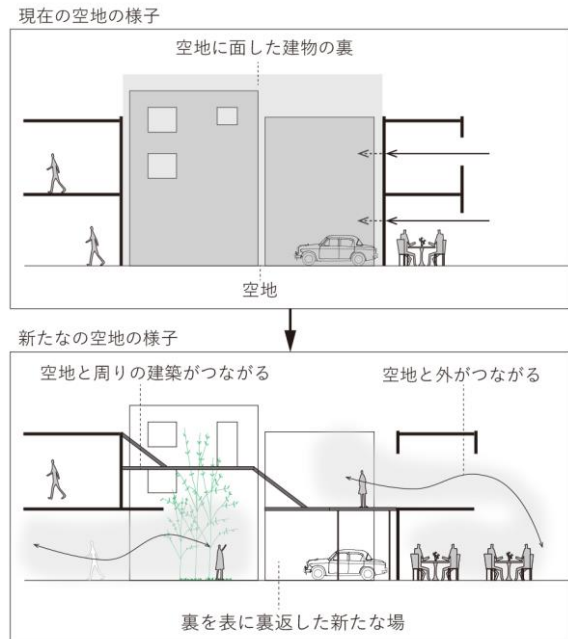 現在の空地の様子
空地に面した建物の裏
空地
新たなの空地の様子
空地と周りの建築がつながる
空地と外がつながる
裏を表に裏返した新たな場